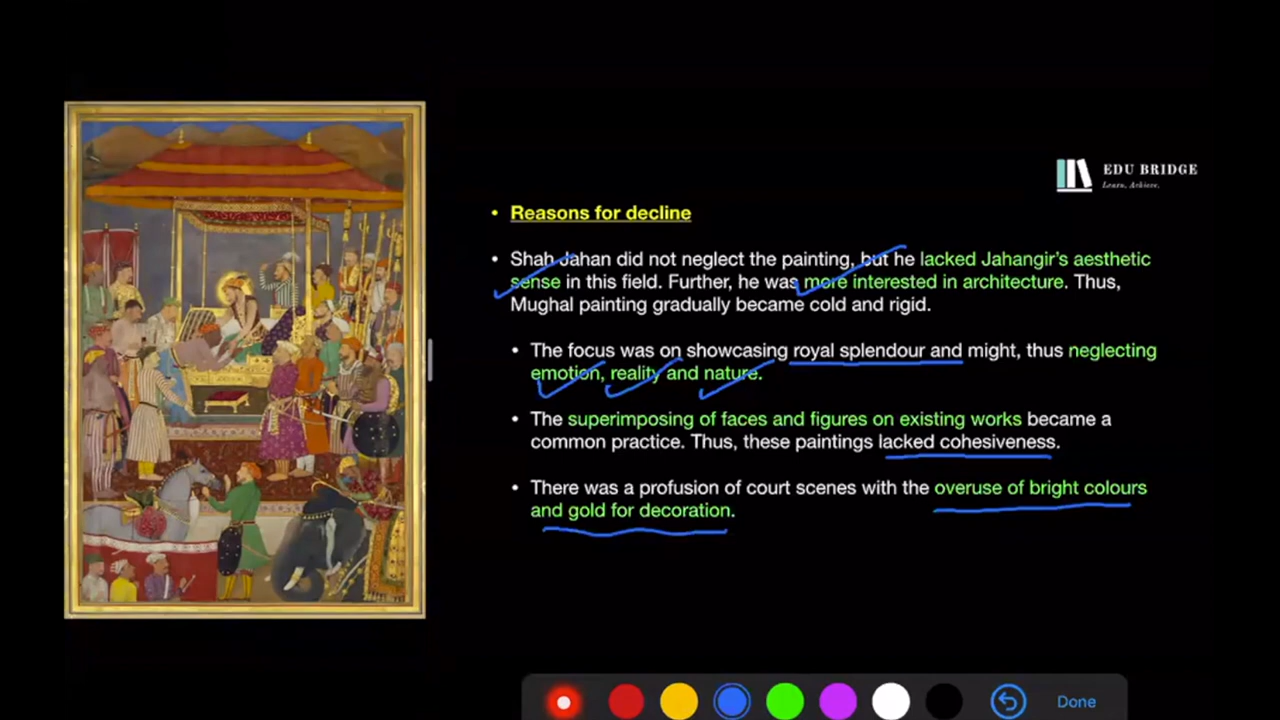 EDU BRIDGE
Learn. Achieve.
• Reasons for decline
• Shah Jahan did not neglect the painting, but he lacked Jahangir's aesthetic
sense in this field. Further, he was more interested in architecture. Thus,
Mughal painting gradually became cold and rigid.
• The focus was on showcasing royal splendour and might, thus neglecting
emotion, reality and nature.
• The superimposing of faces and figures on existing works became a
common practice. Thus, these paintings lacked cohesiveness.
• There was a profusion of court scenes with the overuse of bright colours
and gold for decoration.
Done